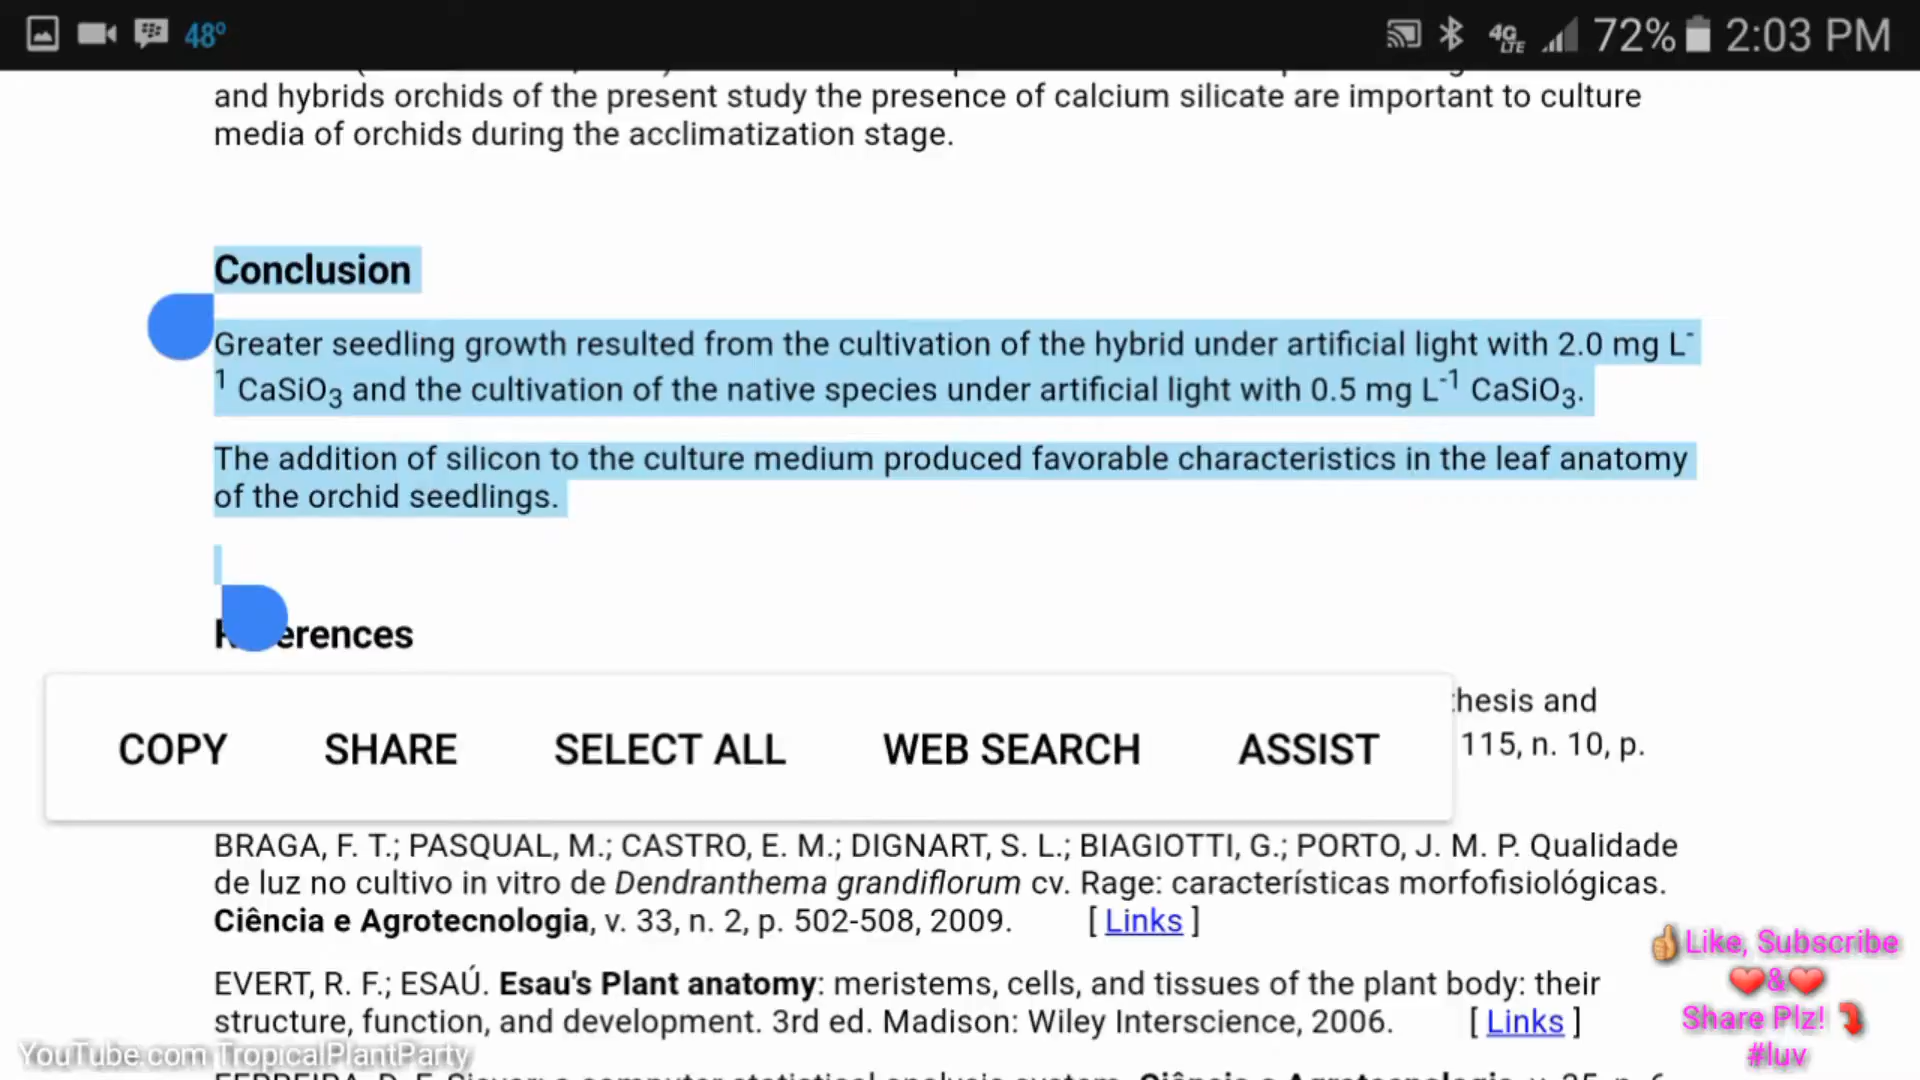 48°
4G LTE 72% 2:03 PM
and hybrids orchids of the present study the presence of calcium silicate are important to culture
media of orchids during the acclimatization stage.
Conclusion
Greater seedling growth resulted from the cultivation of the hybrid under artificial light with 2.0 mg L-
1 CaSiO3 and the cultivation of the native species under artificial light with 0.5 mg L-1 CaSiO3.
The addition of silicon to the culture medium produced favorable characteristics in the leaf anatomy
of the orchid seedlings.
References
and
115, n. 10, p.
COPY SHARE SELECT ALL WEB SEARCH ASSIST
BRAGA, F. T.; PASQUAL, M.; CASTRO, E. M.; DIGNART, S. L.; BIAGIOTTI, G.; PORTO, J. M. P. Qualidade
de luz no cultivo in vitro de Dendranthema grandiflorum cv. Rage: características morfofisiológicas.
Ciência e Agrotecnologia, v. 33, n. 2, p. 502-508, 2009. [ Links ]
EVERT, R. F.; ESAÚ. Esau's Plant anatomy: meristems, cells, and tissues of the plant body: their
structure, function, and development. 3rd ed. Madison: Wiley Interscience, 2006. [ Links ]
👍Like, Subscribe
❤️&❤️
Share Plz! ⤵️
#luv
YouTube.com TropicalPlantParty